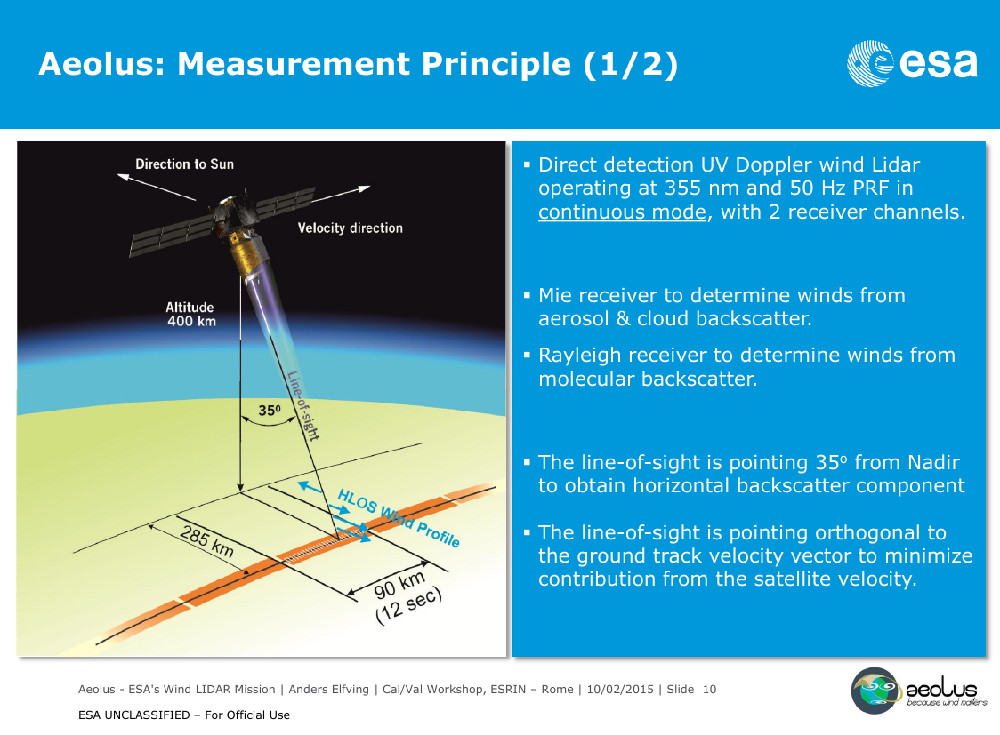 Aeolus: Measurement Principle (1/2)
esa
Direction to Sun
Velocity direction
Altitude
400 km
Line-of-sight
35⁰
HLOS Wind Profile
285 km
90 km
(12 sec)
▪ Direct detection UV Doppler wind Lidar
operating at 355 nm and 50 Hz PRF in
continuous mode, with 2 receiver channels.
▪ Mie receiver to determine winds from
aerosol & cloud backscatter.
▪ Rayleigh receiver to determine winds from
molecular backscatter.
▪ The line-of-sight is pointing 35º from Nadir
to obtain horizontal backscatter component
▪ The line-of-sight is pointing orthogonal to
the ground track velocity vector to minimize
contribution from the satellite velocity.
Aeolus - ESA's Wind LIDAR Mission | Anders Elfving | Cal/Val Workshop, ESRIN – Rome | 10/02/2015 | Slide 10
ESA UNCLASSIFIED – For Official Use
aeolus
because wind matters